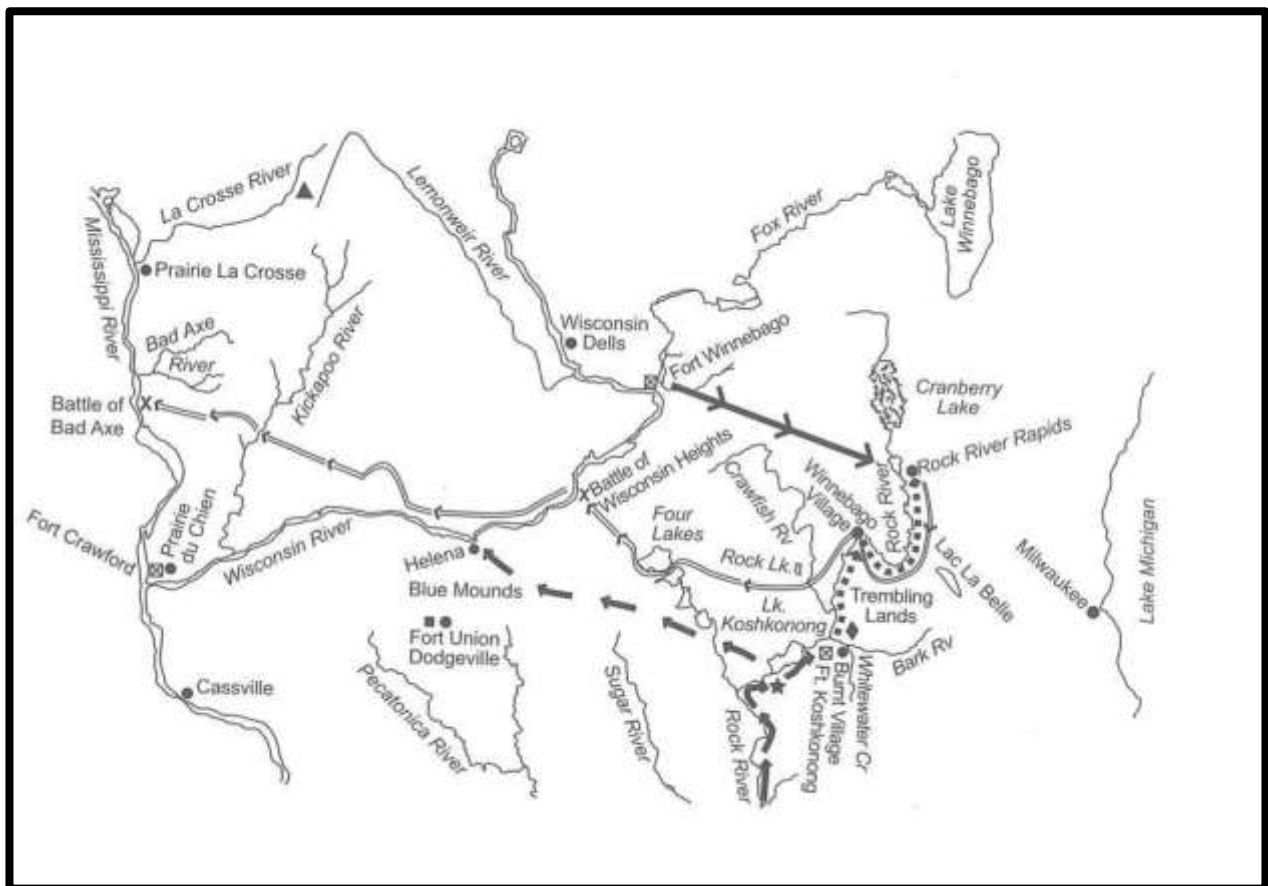 La Crosse River
Lemonweir River
Fox River
Lake
Winnebago
Mississippi River
Prairie La Crosse
Bad Axe
River
Kickapoo River
Wisconsin
Dells
Fort Winnebago
Cranberry
Lake
Battle of
Bad Axe
Battle of
Wisconsin Heights
Crawfish Rv
Winnebago
Village
Rock River
Rock River Rapids
Lake Michigan
Fort Crawford
Prairie
du Chien
Wisconsin River
Helena
Four
Lakes
Rock Lk.
Lac La Belle
Milwaukee
Blue Mounds
Lk.
Koshkonong
Trembling
Lands
Fort Union
Dodgeville
Bark Rv
Cassville
Pecatonica River
Sugar River
Rock River
Ft. Koshkonong
Burnt Village
Whitewater Cr